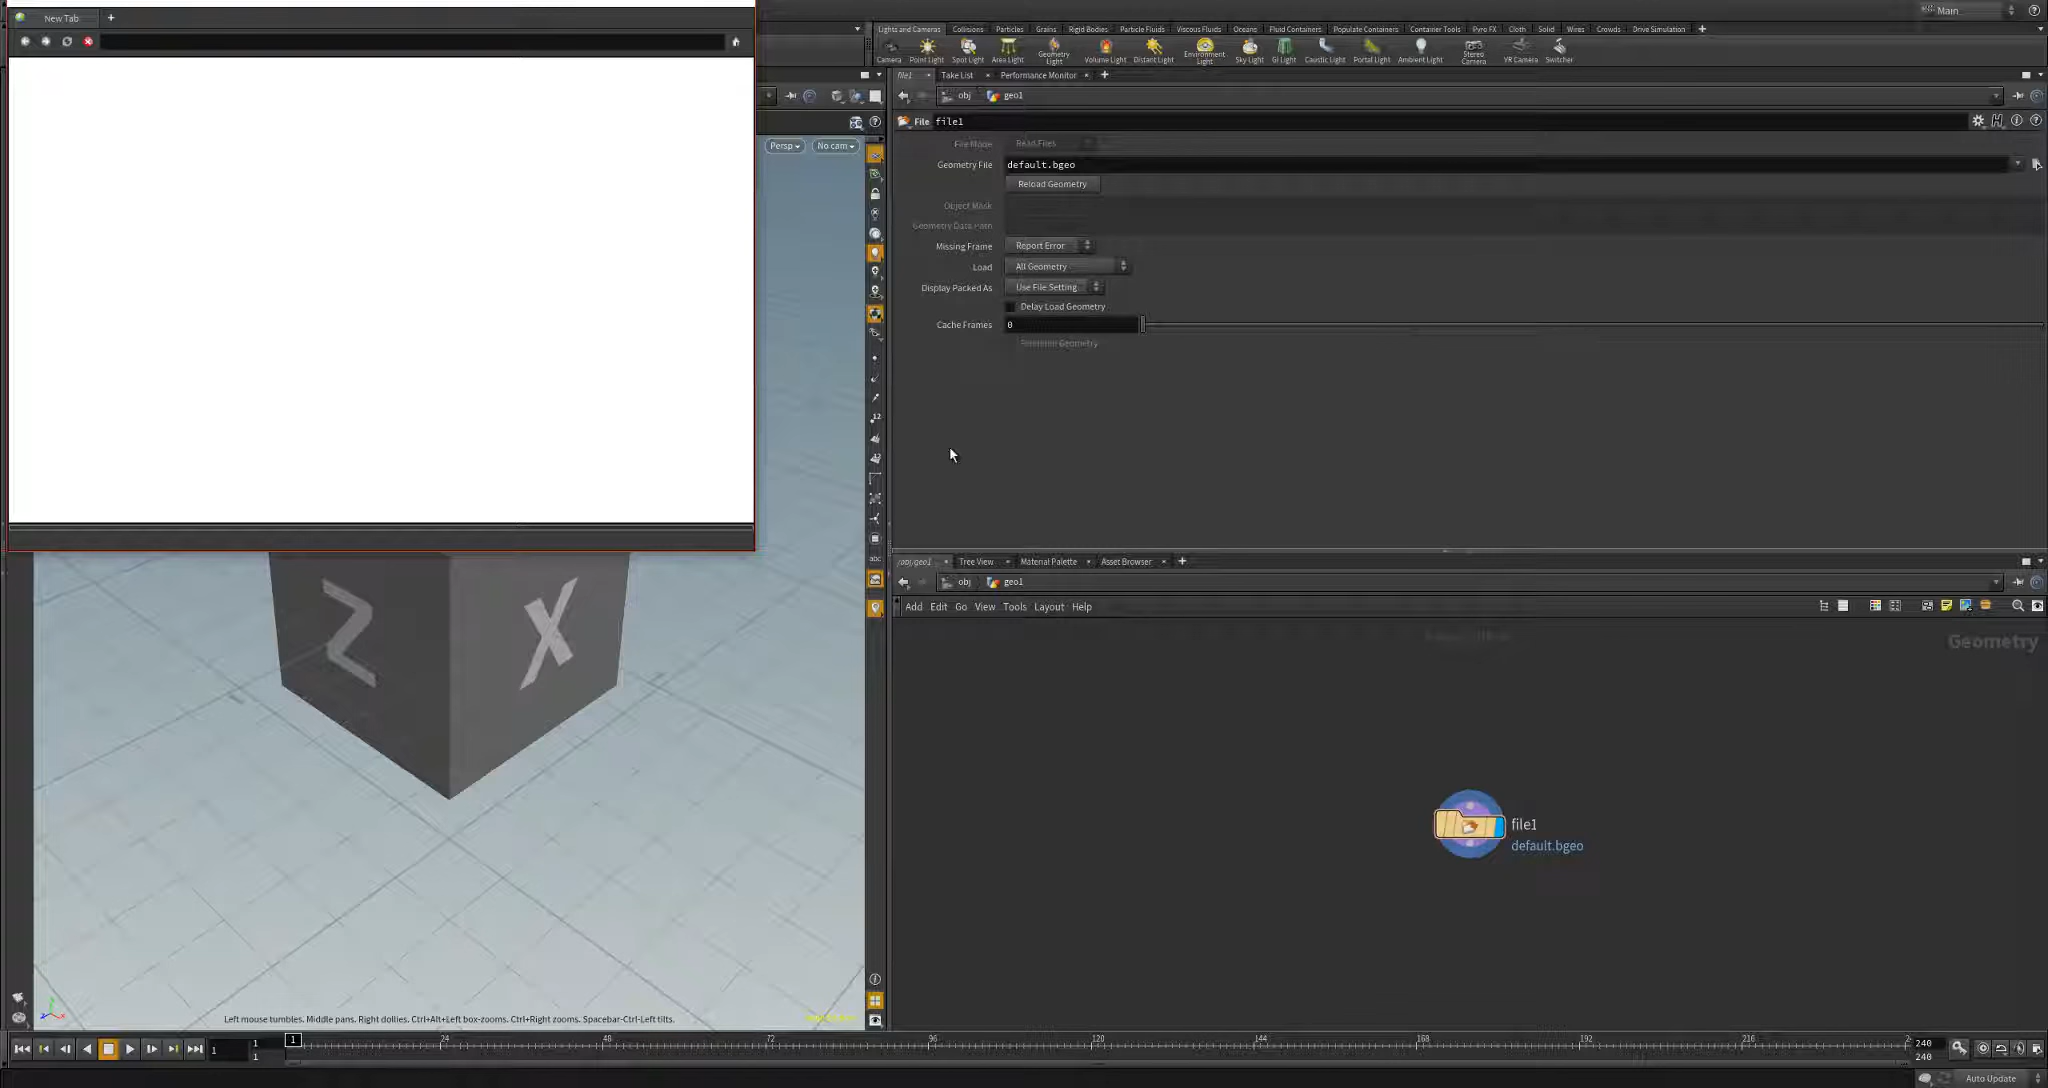 New Tab
Main
Lights and Cameras Collisions Particles Grains Rigid Bodies Particle Fluids Viscous Fluids Oceans Fluid Containers Populate Containers Container Tools Pyro FX Cloth Solid Wires Crowds Drive Simulation
Camera Point Light Spot Light Area Light Geometry Light Volume Light Distant Light Environment Light Sky Light GI Light Caustic Light Portal Light Ambient Light Stereo Camera VR Camera Switcher
file1 Take List Performance Monitor
obj geo1
File file1
File Mode Read Files
Geometry File default.bgeo
Reload Geometry
Object Mask
Geometry Data Path
Missing Frame Report Error
Load All Geometry
Display Packed As Use File Setting
Delay Load Geometry
Cache Frames 0
Geometry
Persp No cam
12
abc
/obj/geo1 Tree View Material Palette Asset Browser
obj geo1
Add Edit Go View Tools Layout Help
Geometry
Z X
file1
default.bgeo
Left mouse tumbles. Middle pans. Right dollies. Ctrl+Alt+Left box-zooms. Ctrl+Right zooms. Spacebar-Ctrl-Left tilts.
1 1 1 1 24 48 72 96 120 144 168 192 216 240
240
Auto Update